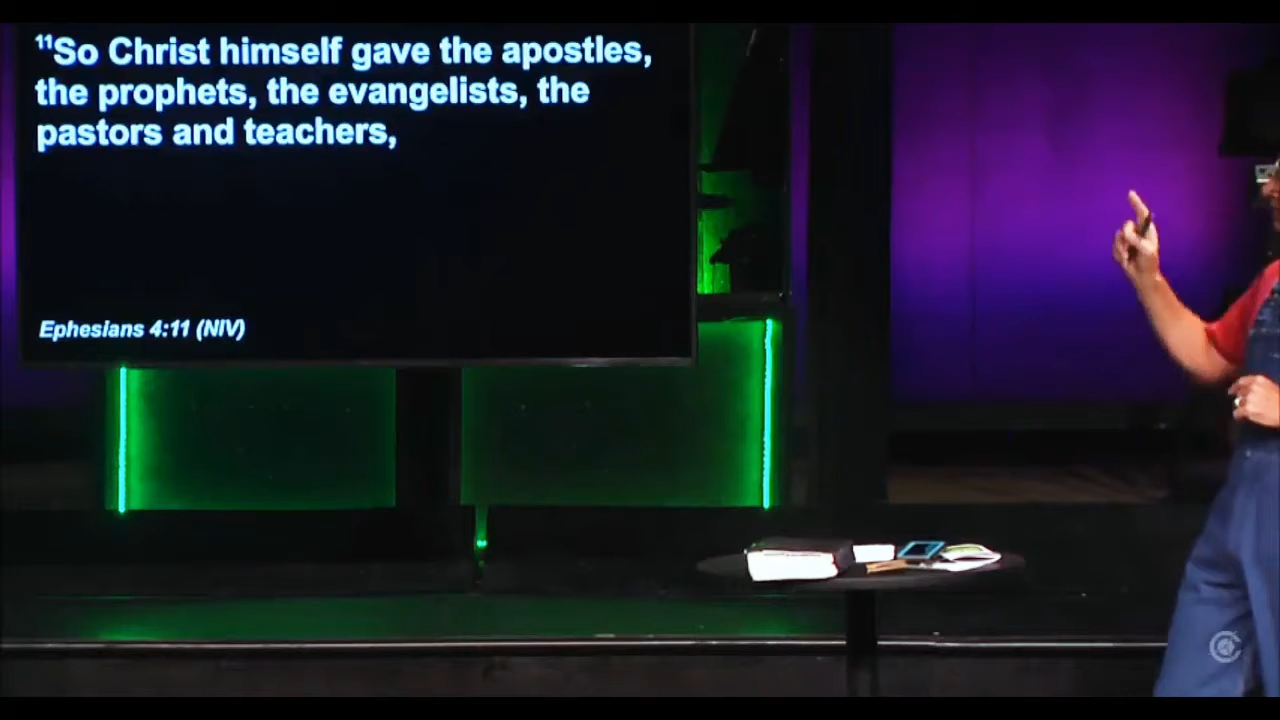 ¹¹So Christ himself gave the apostles,
the prophets, the evangelists, the
pastors and teachers,
Ephesians 4:11 (NIV)